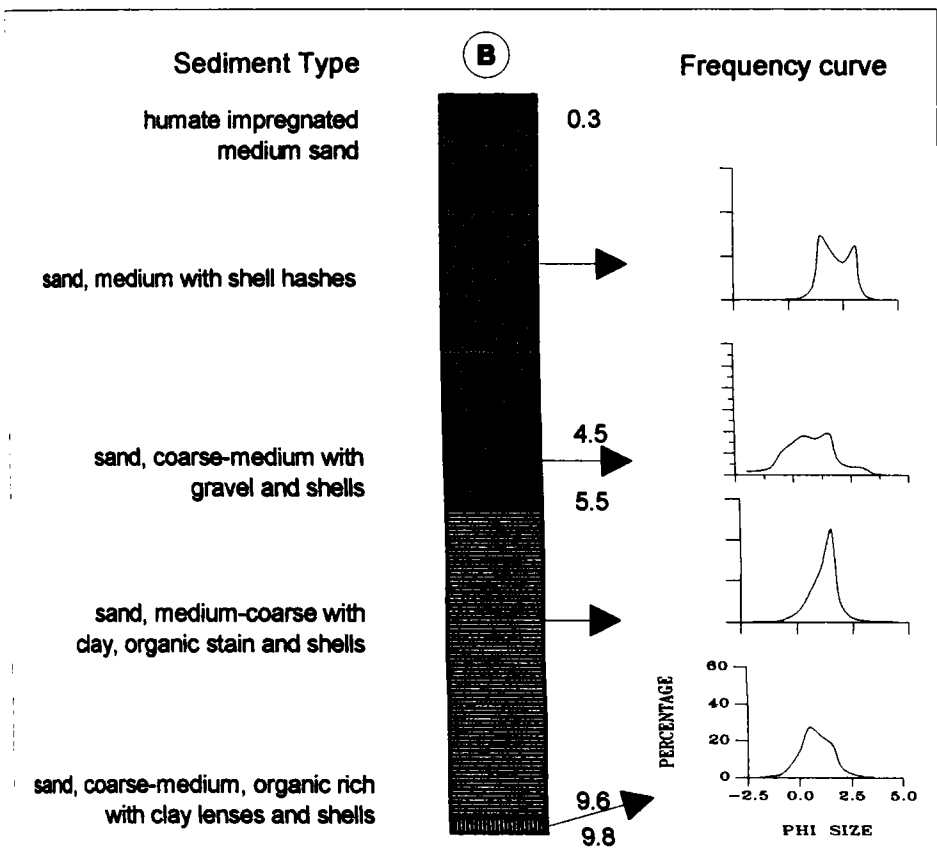 Sediment Type
B
Frequency curve
humate impregnated
medium sand
0.3
sand, medium with shell hashes
4.5
sand, coarse-medium with
gravel and shells
5.5
sand, medium-coarse with
clay, organic stain and shells
60
40
20
0
PERCENTAGE
sand, coarse-medium, organic rich
with clay lenses and shells
9.6
9.8
-2.5 0.0 2.5 5.0
PHI SIZE